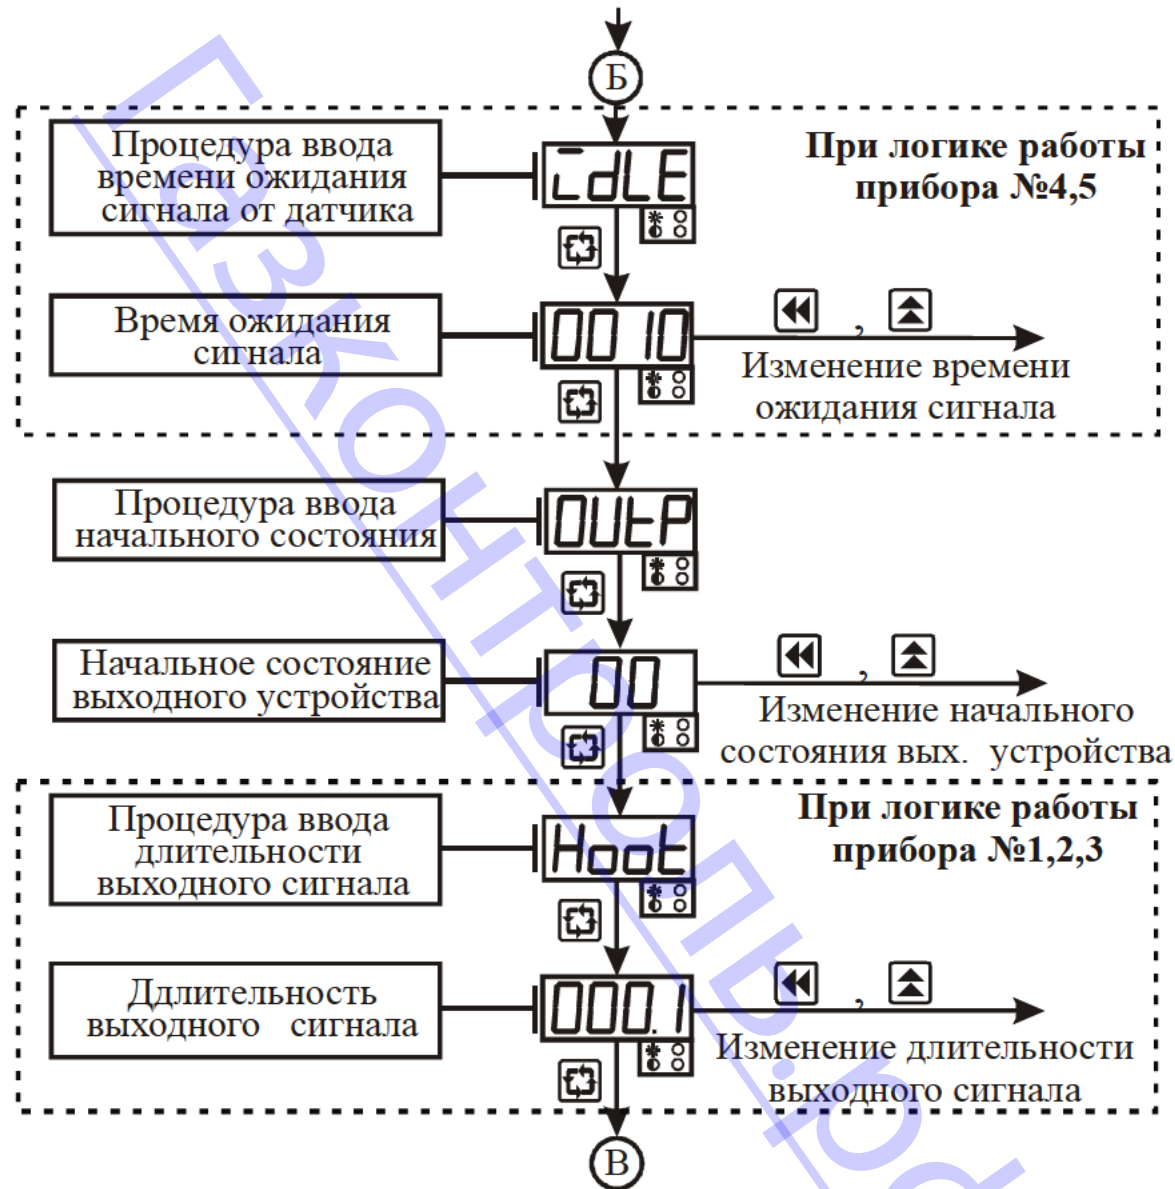 Б
Процедура ввода
времени ожидания
сигнала от датчика
idLE
При логике работы
прибора №4,5
Время ожидания
сигнала
0010
,
Изменение времени
ожидания сигнала
Процедура ввода
начального состояния
OUtP
Начальное состояние
выходного устройства
00
,
Изменение начального
состояния вых. устройства
Процедура ввода
длительности
выходного сигнала
Hoot
При логике работы
прибора №1,2,3
Ддлительность
выходного сигнала
000.1
,
Изменение длительности
выходного сигнала
В
Газконтроль.р